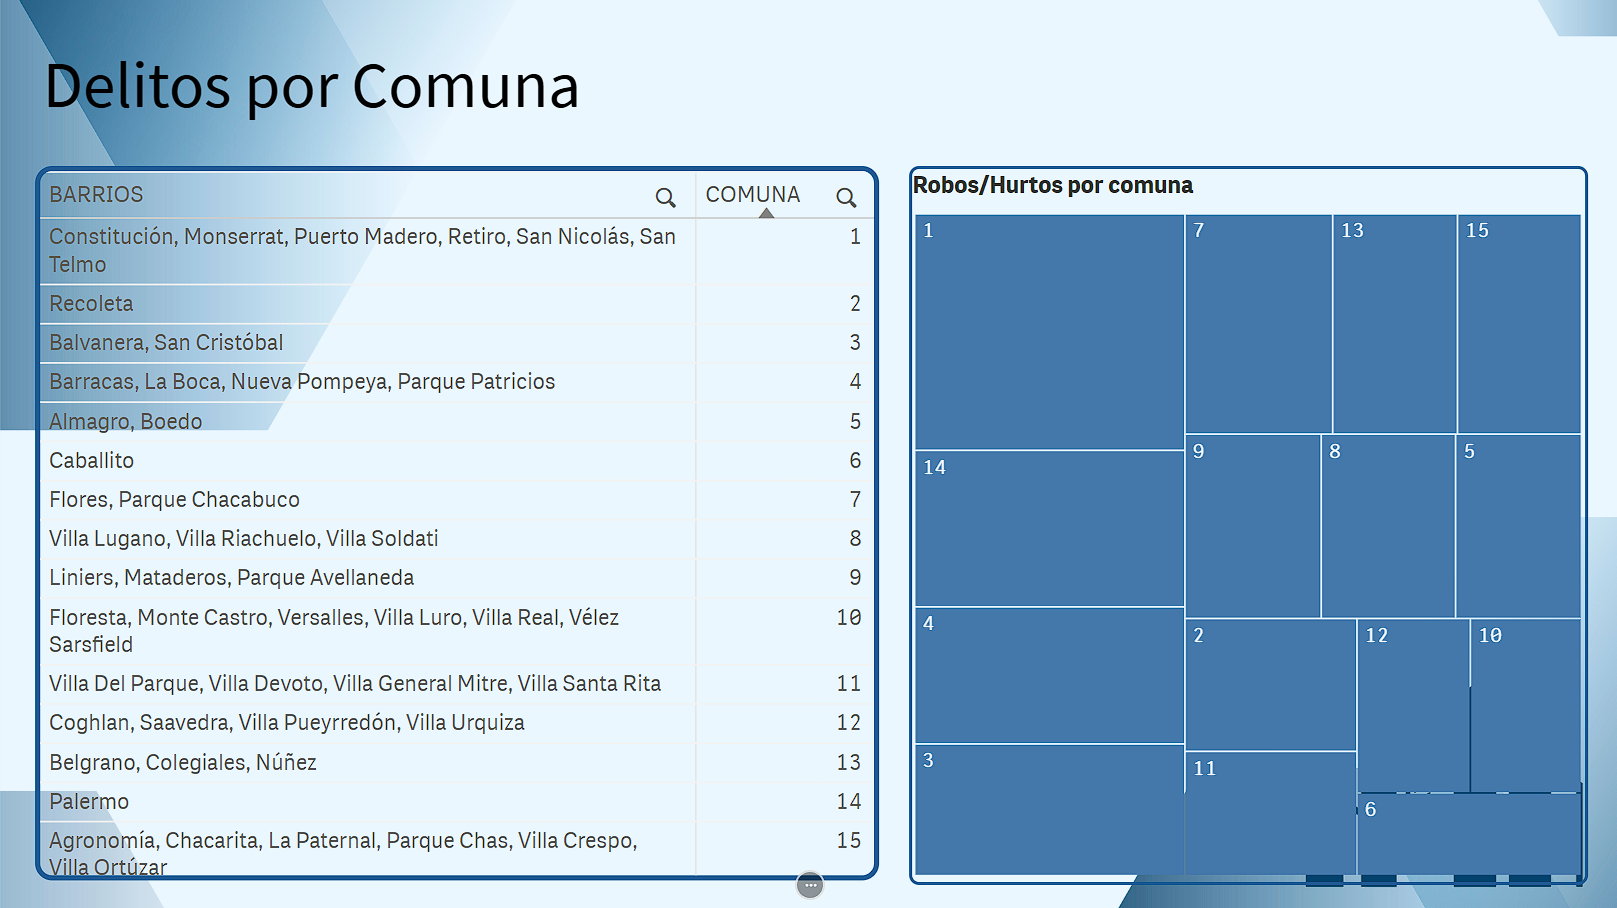 Delitos por Comuna
BARRIOS COMUNA
Constitución, Monserrat, Puerto Madero, Retiro, San Nicolás, San 1
Telmo
Recoleta 2
Balvanera, San Cristóbal 3
Barracas, La Boca, Nueva Pompeya, Parque Patricios 4
Almagro, Boedo 5
Caballito 6
Flores, Parque Chacabuco 7
Villa Lugano, Villa Riachuelo, Villa Soldati 8
Liniers, Mataderos, Parque Avellaneda 9
Floresta, Monte Castro, Versalles, Villa Luro, Villa Real, Vélez 10
Sarsfield
Villa Del Parque, Villa Devoto, Villa General Mitre, Villa Santa Rita 11
Coghlan, Saavedra, Villa Pueyrredón, Villa Urquiza 12
Belgrano, Colegiales, Núñez 13
Palermo 14
Agronomía, Chacarita, La Paternal, Parque Chas, Villa Crespo, 15
Villa Ortúzar
Robos/Hurtos por comuna
1 7 13 15
9 8 5
14
4
2 12 10
3
11
6